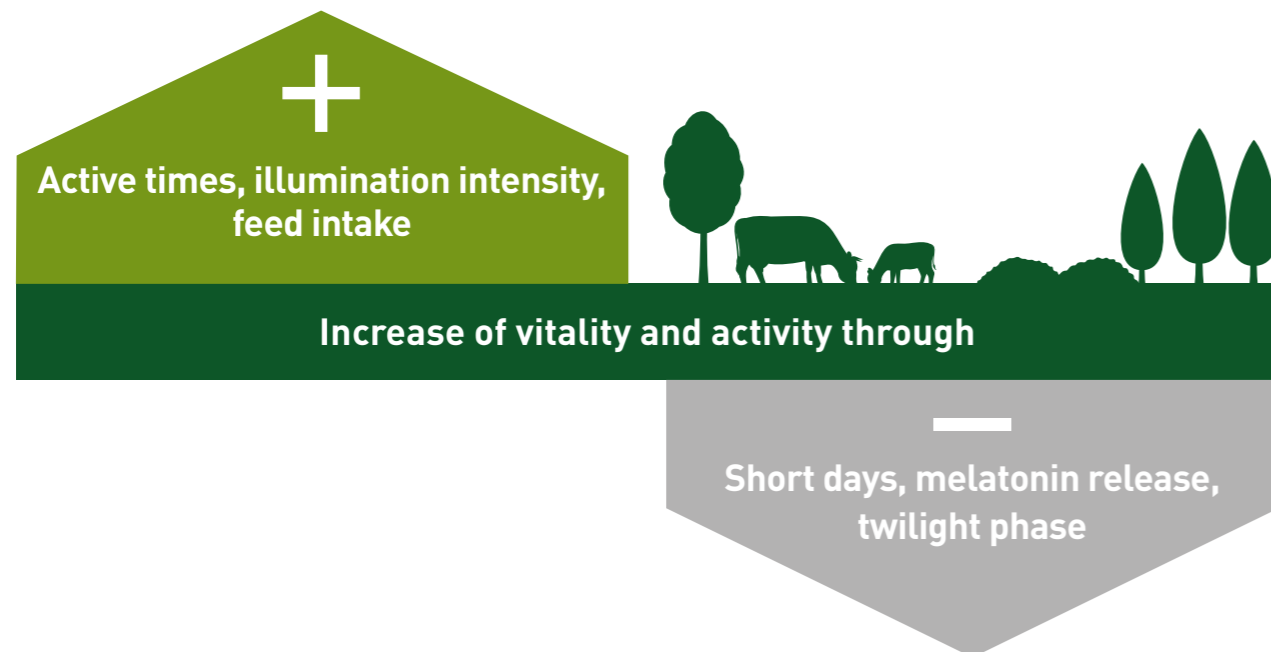 +
Active times, illumination intensity,
feed intake
Increase of vitality and activity through
–
Short days, melatonin release,
twilight phase